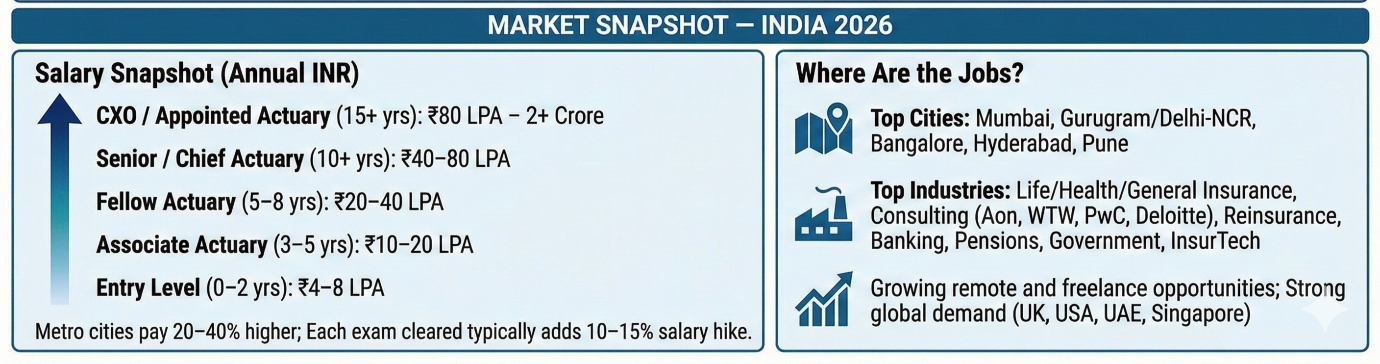 MARKET SNAPSHOT — INDIA 2026
Salary Snapshot (Annual INR)
CXO / Appointed Actuary (15+ yrs): ₹80 LPA – 2+ Crore
Senior / Chief Actuary (10+ yrs): ₹40–80 LPA
Fellow Actuary (5–8 yrs): ₹20–40 LPA
Associate Actuary (3–5 yrs): ₹10–20 LPA
Entry Level (0–2 yrs): ₹4–8 LPA
Metro cities pay 20–40% higher; Each exam cleared typically adds 10–15% salary hike.
Where Are the Jobs?
Top Cities: Mumbai, Gurugram/Delhi-NCR,
Bangalore, Hyderabad, Pune
Top Industries: Life/Health/General Insurance,
Consulting (Aon, WTW, PwC, Deloitte), Reinsurance,
Banking, Pensions, Government, InsurTech
Growing remote and freelance opportunities; Strong
global demand (UK, USA, UAE, Singapore)